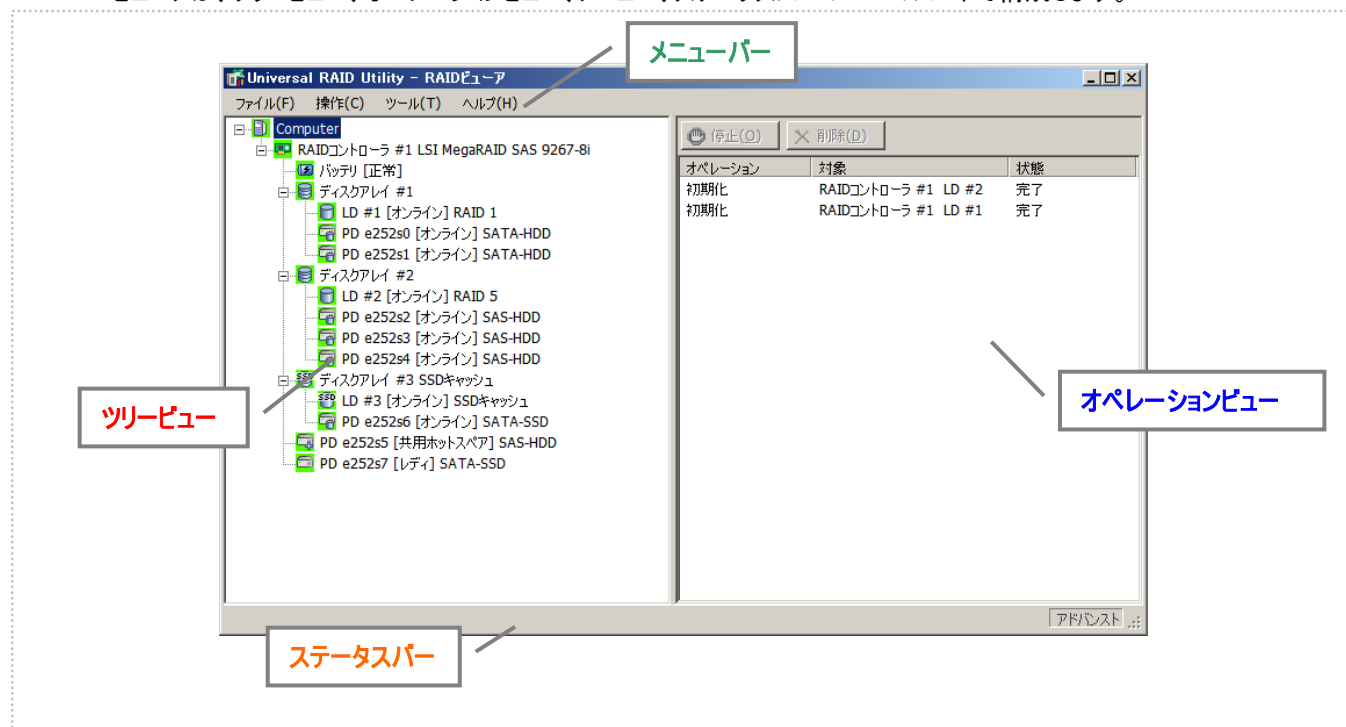 メニューバー
Universal RAID Utility - RAIDビューア
ファイル(F) 操作(C) ツール(T) ヘルプ(H)
Computer
RAIDコントローラ #1 LSI MegaRAID SAS 9267-8i
バッテリ [正常]
ディスクアレイ #1
LD #1 [オンライン] RAID 1
PD e252s0 [オンライン] SATA-HDD
PD e252s1 [オンライン] SATA-HDD
ディスクアレイ #2
LD #2 [オンライン] RAID 5
PD e252s2 [オンライン] SAS-HDD
PD e252s3 [オンライン] SAS-HDD
PD e252s4 [オンライン] SAS-HDD
ディスクアレイ #3 SSDキャッシュ
LD #3 [オンライン] SSDキャッシュ
PD e252s6 [オンライン] SATA-SSD
PD e252s5 [共用ホットスペア] SAS-HDD
PD e252s7 [レディ] SATA-SSD
停止(O) 削除(D)
オペレーション 対象 状態
初期化 RAIDコントローラ #1 LD #2 完了
初期化 RAIDコントローラ #1 LD #1 完了
ツリービュー
オペレーションビュー
アドバンスト
ステータスバー